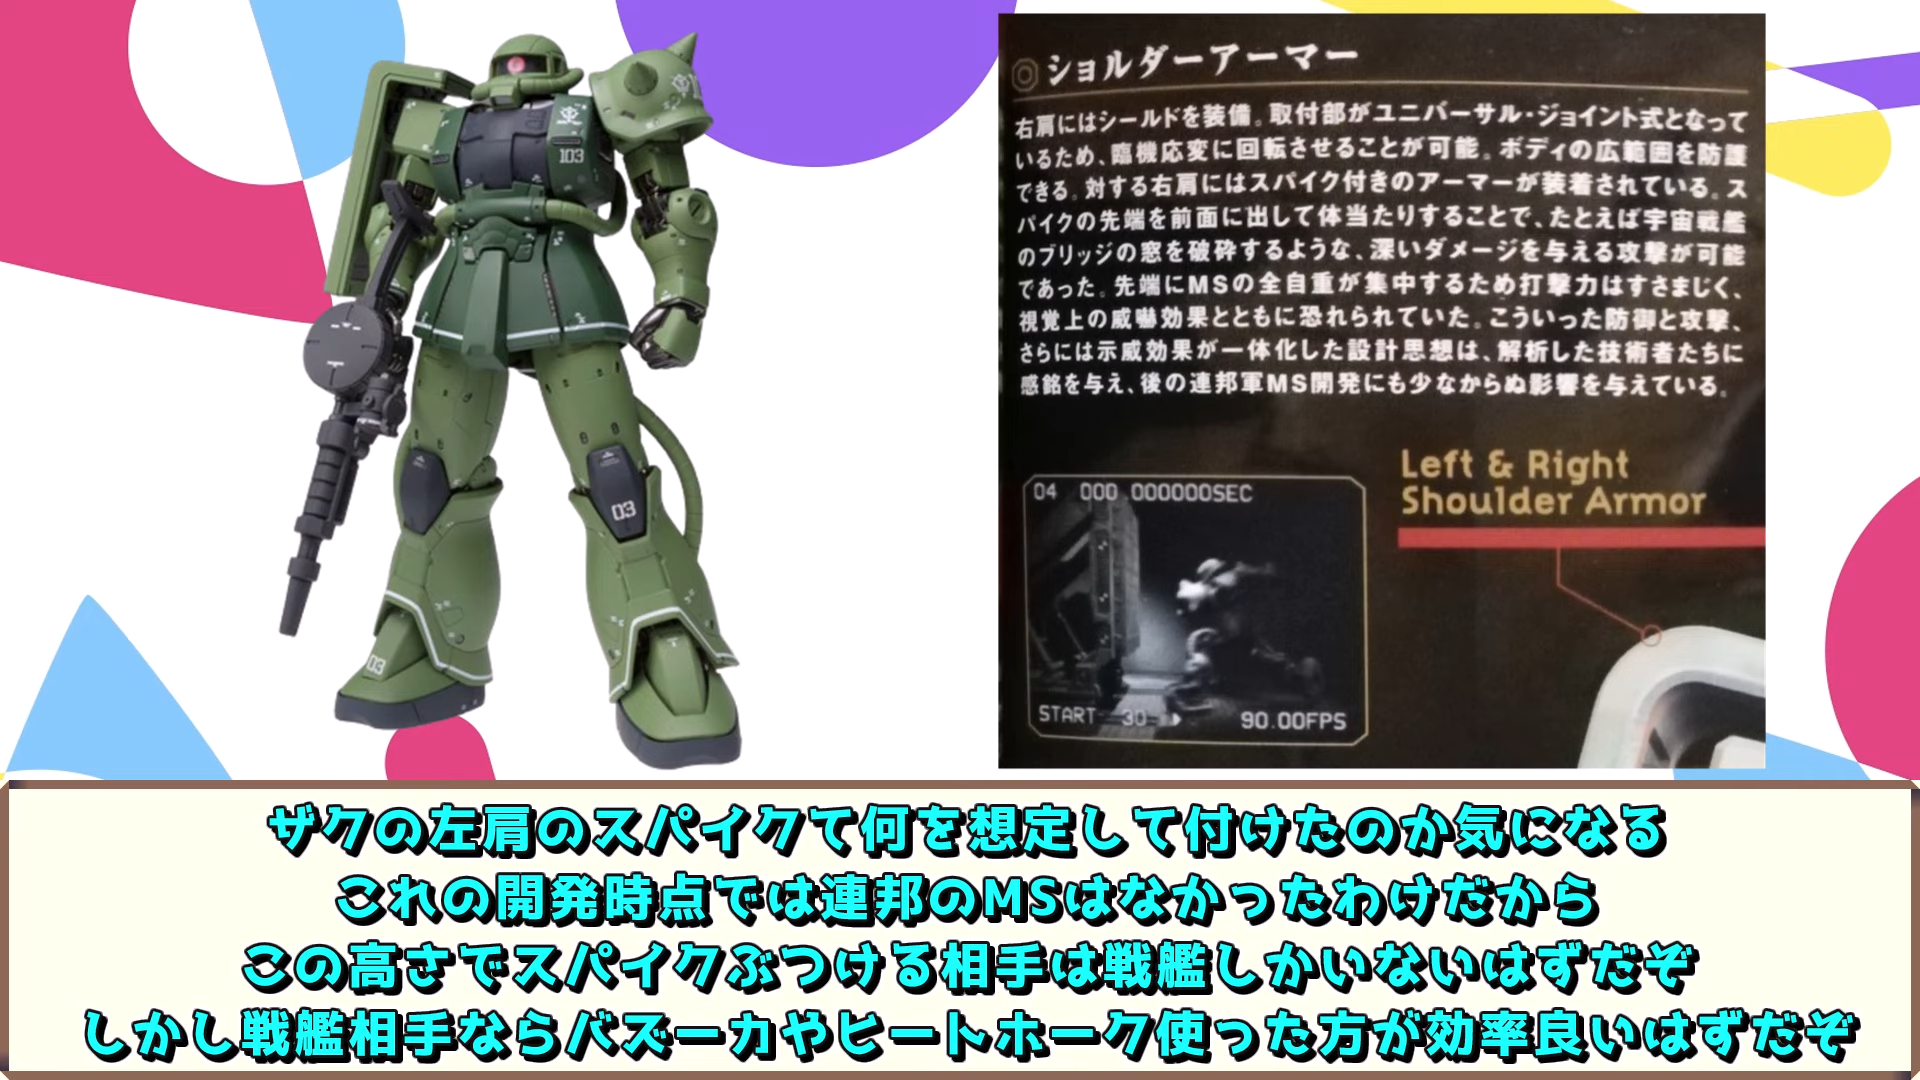 103
03
03
ショルダーアーマー
右肩にはシールドを装備。取付部がユニバーサル・ジョイント式となって
いるため、臨機応変に回転させることが可能。ボディの広範囲を防護
できる。対する右肩にはスパイク付きのアーマーが装着されている。ス
パイクの先端を前面に出して体当たりすることで、たとえば宇宙戦艦
のブリッジの窓を破砕するような、深いダメージを与える攻撃が可能
であった。先端にMSの全自重が集中するため打撃力はすさまじく、
視覚上の威嚇効果とともに恐れられていた。こういった防御と攻撃、
さらには示威効果が一体化した設計思想は、解析した技術者たちに
感銘を与え、後の連邦軍MS開発にも少なからぬ影響を与えている。
Left & Right
Shoulder Armor
04 000.000000SEC
START 30
90.00FPS
ザクの左肩のスパイクて何を想定して付けたのか気になる
これの開発時点では連邦のMSはなかったわけだから
この高さでスパイクぶつける相手は戦艦しかいないはずだぞ
しかし戦艦相手ならバズーカやヒートホーク使った方が効率良いはずだぞ